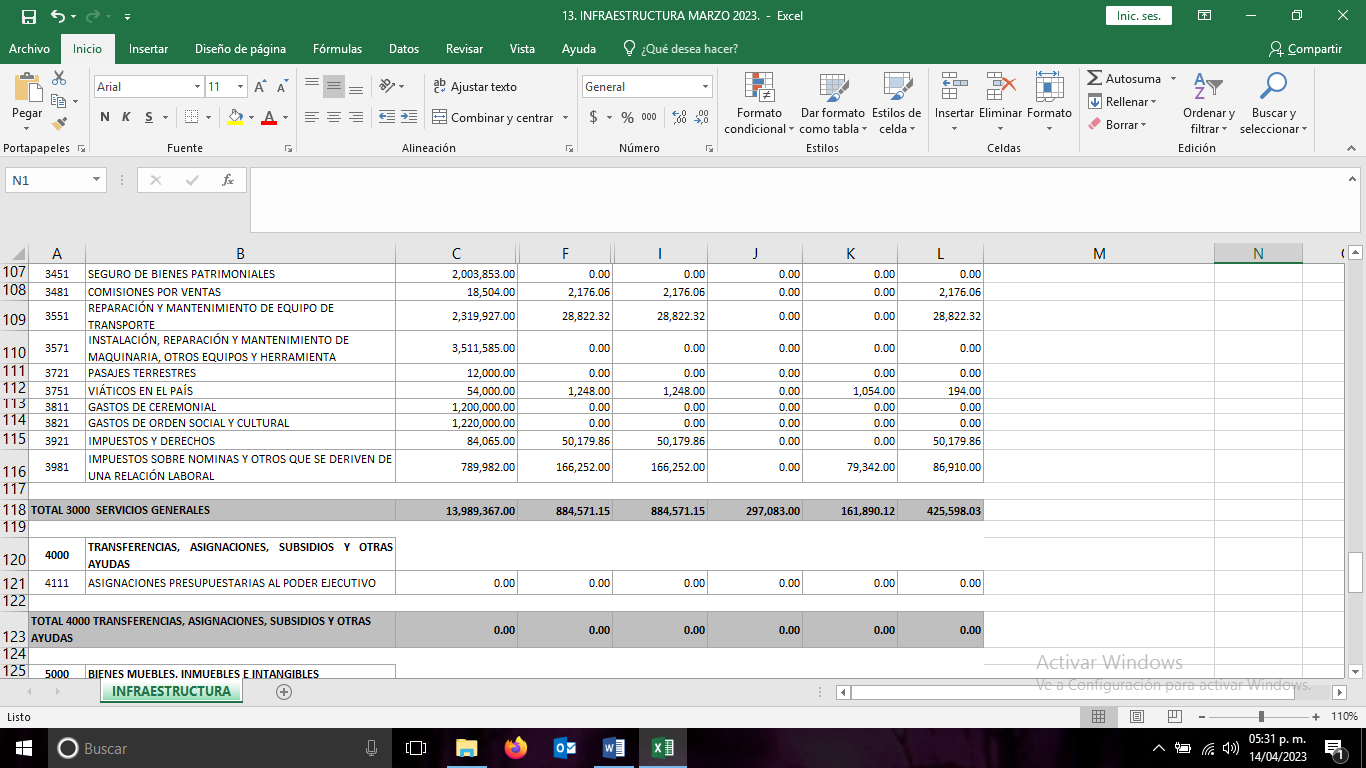 13. INFRAESTRUCTURA MARZO 2023. - Excel
Inic. ses.
Archivo Inicio Insertar Diseño de página Fórmulas Datos Revisar Vista Ayuda ¿Qué desea hacer? Compartir
Pegar
Arial 11
N K S
Ajustar texto
Combinar y centrar
General
$ % 000
Formato condicional
Dar formato como tabla
Estilos de celda
Insertar Eliminar Formato
Autosuma
Rellenar
Borrar
Ordenar y filtrar
Buscar y seleccionar
Portapapeles Fuente Alineación Número Estilos Celdas Edición
N1 fx
A B C F I J K L M N
107 3451 SEGURO DE BIENES PATRIMONIALES 2,003,853.00 0.00 0.00 0.00 0.00 0.00
108 3481 COMISIONES POR VENTAS 18,504.00 2,176.06 2,176.06 0.00 0.00 2,176.06
109 3551 REPARACIÓN Y MANTENIMIENTO DE EQUIPO DE
TRANSPORTE 2,319,927.00 28,822.32 28,822.32 0.00 0.00 28,822.32
110 3571 INSTALACIÓN, REPARACIÓN Y MANTENIMIENTO DE
MAQUINARIA, OTROS EQUIPOS Y HERRAMIENTA 3,511,585.00 0.00 0.00 0.00 0.00 0.00
111 3721 PASAJES TERRESTRES 12,000.00 0.00 0.00 0.00 0.00 0.00
112 3751 VIÁTICOS EN EL PAÍS 54,000.00 1,248.00 1,248.00 0.00 1,054.00 194.00
113 3811 GASTOS DE CEREMONIAL 1,200,000.00 0.00 0.00 0.00 0.00 0.00
114 3821 GASTOS DE ORDEN SOCIAL Y CULTURAL 1,220,000.00 0.00 0.00 0.00 0.00 0.00
115 3921 IMPUESTOS Y DERECHOS 84,065.00 50,179.86 50,179.86 0.00 0.00 50,179.86
116 3981 IMPUESTOS SOBRE NOMINAS Y OTROS QUE SE DERIVEN DE
UNA RELACIÓN LABORAL 789,982.00 166,252.00 166,252.00 0.00 79,342.00 86,910.00
117
118 TOTAL 3000 SERVICIOS GENERALES 13,989,367.00 884,571.15 884,571.15 297,083.00 161,890.12 425,598.03
119
120 4000 TRANSFERENCIAS, ASIGNACIONES, SUBSIDIOS Y OTRAS
AYUDAS
121 4111 ASIGNACIONES PRESUPUESTARIAS AL PODER EJECUTIVO 0.00 0.00 0.00 0.00 0.00 0.00
122
123 TOTAL 4000 TRANSFERENCIAS, ASIGNACIONES, SUBSIDIOS Y OTRAS
AYUDAS 0.00 0.00 0.00 0.00 0.00 0.00
124
125 5000 BIENES MUEBLES, INMUEBLES E INTANGIBLES
Activar Windows
Ve a Configuración para activar Windows.
INFRAESTRUCTURA
Listo 110%
Buscar
05:31 p. m.
14/04/2023
1